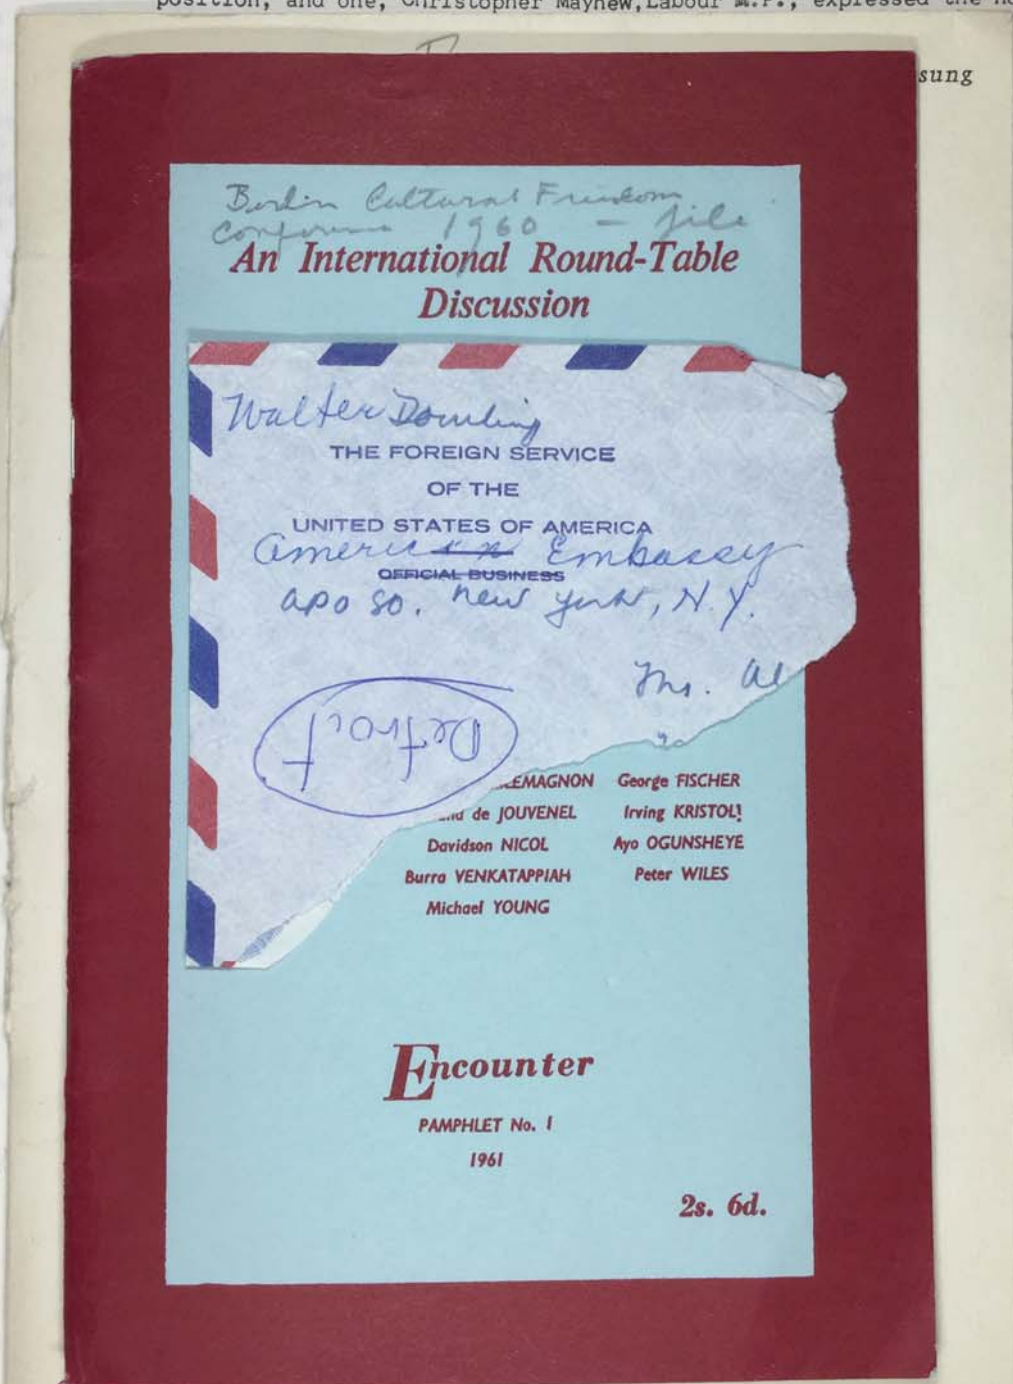 position, and one, Christopher Mayhew,Labour M.P., expressed the
sung
Berlin Cultural Freedom
Conference 1960 - file
An International Round-Table
Discussion
Walter Dowling
THE FOREIGN SERVICE
OF THE
UNITED STATES OF AMERICA
American Embassy
OFFICIAL BUSINESS
APO 80, New York, N.Y.
Mrs. Al
Detroit
LEMAGNON George FISCHER
de JOUVENEL Irving KRISTOL
Davidson NICOL Ayo OGUNSHEYE
Burra VENKATAPPIAH Peter WILES
Michael YOUNG
Encounter
PAMPHLET No. 1
1961
2s. 6d.